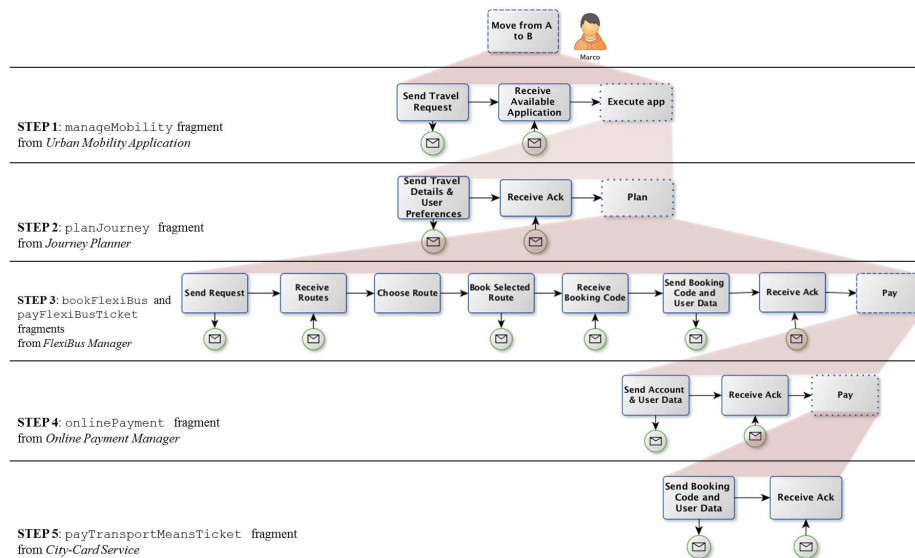 Move from A
to B
Marco
Send Travel
Request
Receive
Available
Application
Execute app
STEP 1: manageMobility fragment
from Urban Mobility Application
Send Travel
Details &
User
Preferences
Receive Ack
Plan
STEP 2: planJourney fragment
from Journey Planner
Send Request
Receive
Routes
Choose Route
Book Selected
Route
Receive
Booking Code
Send Booking
Code and
User Data
Receive Ack
Pay
STEP 3: bookFlexiBus and
payFlexiBusTicket
fragments
from FlexiBus Manager
Send Account
& User Data
Receive Ack
Pay
STEP 4: onlinePayment fragment
from Online Payment Manager
Send Booking
Code and
User Data
Receive Ack
STEP 5: payTransportMeansTicket fragment
from City-Card Service